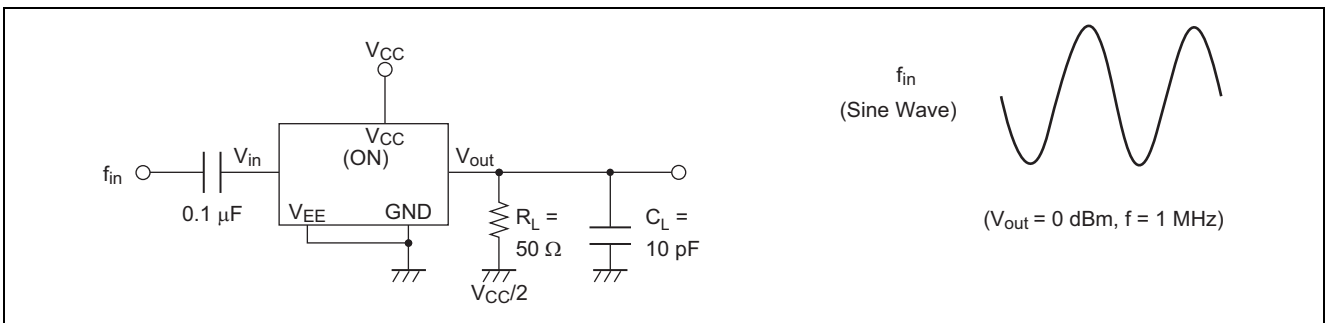 VCC
VCC
(ON)
fin
Vin
Vout
0.1 μF
VEE
GND
RL =
50 Ω
CL =
10 pF
VCC/2
fin
(Sine Wave)
(Vout = 0 dBm, f = 1 MHz)